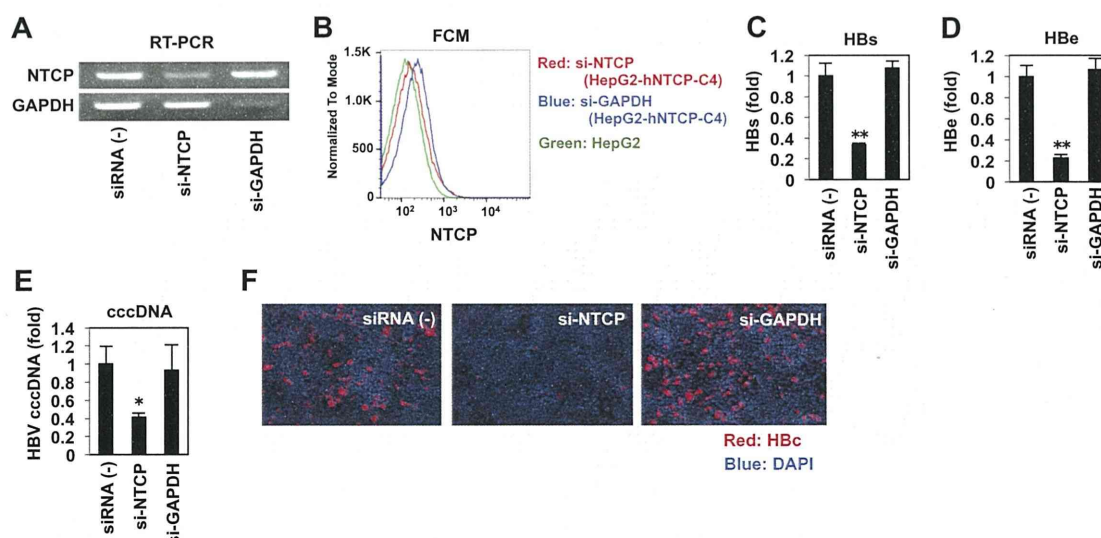 A
RT-PCR
NTCP
GAPDH
siRNA (-)
si-NTCP
si-GAPDH
B
FCM
Normalized To Mode
1.5K
1.0K
500
0
10²
10³
10⁴
NTCP
Red: si-NTCP
(HepG2-hNTCP-C4)
Blue: si-GAPDH
(HepG2-hNTCP-C4)
Green: HepG2
C
HBs
HBs (fold)
1.2
1
0.8
0.6
0.4
0.2
0
**
siRNA (-)
si-NTCP
si-GAPDH
D
HBe
HBe (fold)
1.2
1
0.8
0.6
0.4
0.2
0
**
siRNA (-)
si-NTCP
si-GAPDH
E
cccDNA
HBV cccDNA (fold)
1.4
1.2
1
0.8
0.6
0.4
0.2
0
*
siRNA (-)
si-NTCP
si-GAPDH
F
siRNA (-)
si-NTCP
si-GAPDH
Red: HBc
Blue: DAPI